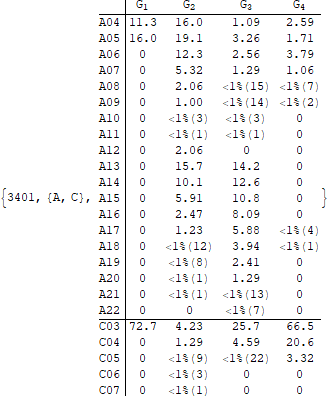 G1 G2 G3 G4
A04 11.3 16.0 1.09 2.59
A05 16.0 19.1 3.26 1.71
A06 0 12.3 2.56 3.79
A07 0 5.32 1.29 1.06
A08 0 2.06 <1%(15) <1%(7)
A09 0 1.00 <1%(14) <1%(2)
A10 0 <1%(3) <1%(3) 0
A11 0 <1%(1) <1%(1) 0
A12 0 2.06 0 0
A13 0 15.7 14.2 0
A14 0 10.1 12.6 0
{3401, {A, C}, A15 0 5.91 10.8 0 }
A16 0 2.47 8.09 0
A17 0 1.23 5.88 <1%(4)
A18 0 <1%(12) 3.94 <1%(1)
A19 0 <1%(8) 2.41 0
A20 0 <1%(1) 1.29 0
A21 0 <1%(1) <1%(13) 0
A22 0 0 <1%(7) 0
C03 72.7 4.23 25.7 66.5
C04 0 1.29 4.59 20.6
C05 0 <1%(9) <1%(22) 3.32
C06 0 <1%(3) 0 0
C07 0 <1%(1) 0 0